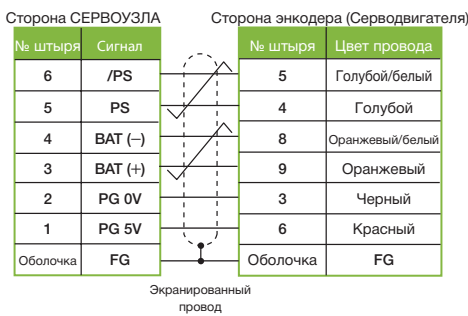 Сторона СЕРВОУЗЛА Сторона энкодера (Серводвигателя)
№ штыря Сигнал № штыря Цвет провода
6 /PS 5 Голубой/белый
5 PS 4 Голубой
4 BAT (−) 8 Оранжевый/белый
3 BAT (+) 9 Оранжевый
2 PG 0V 3 Черный
1 PG 5V 6 Красный
Оболочка FG Оболочка FG
Экранированный
провод